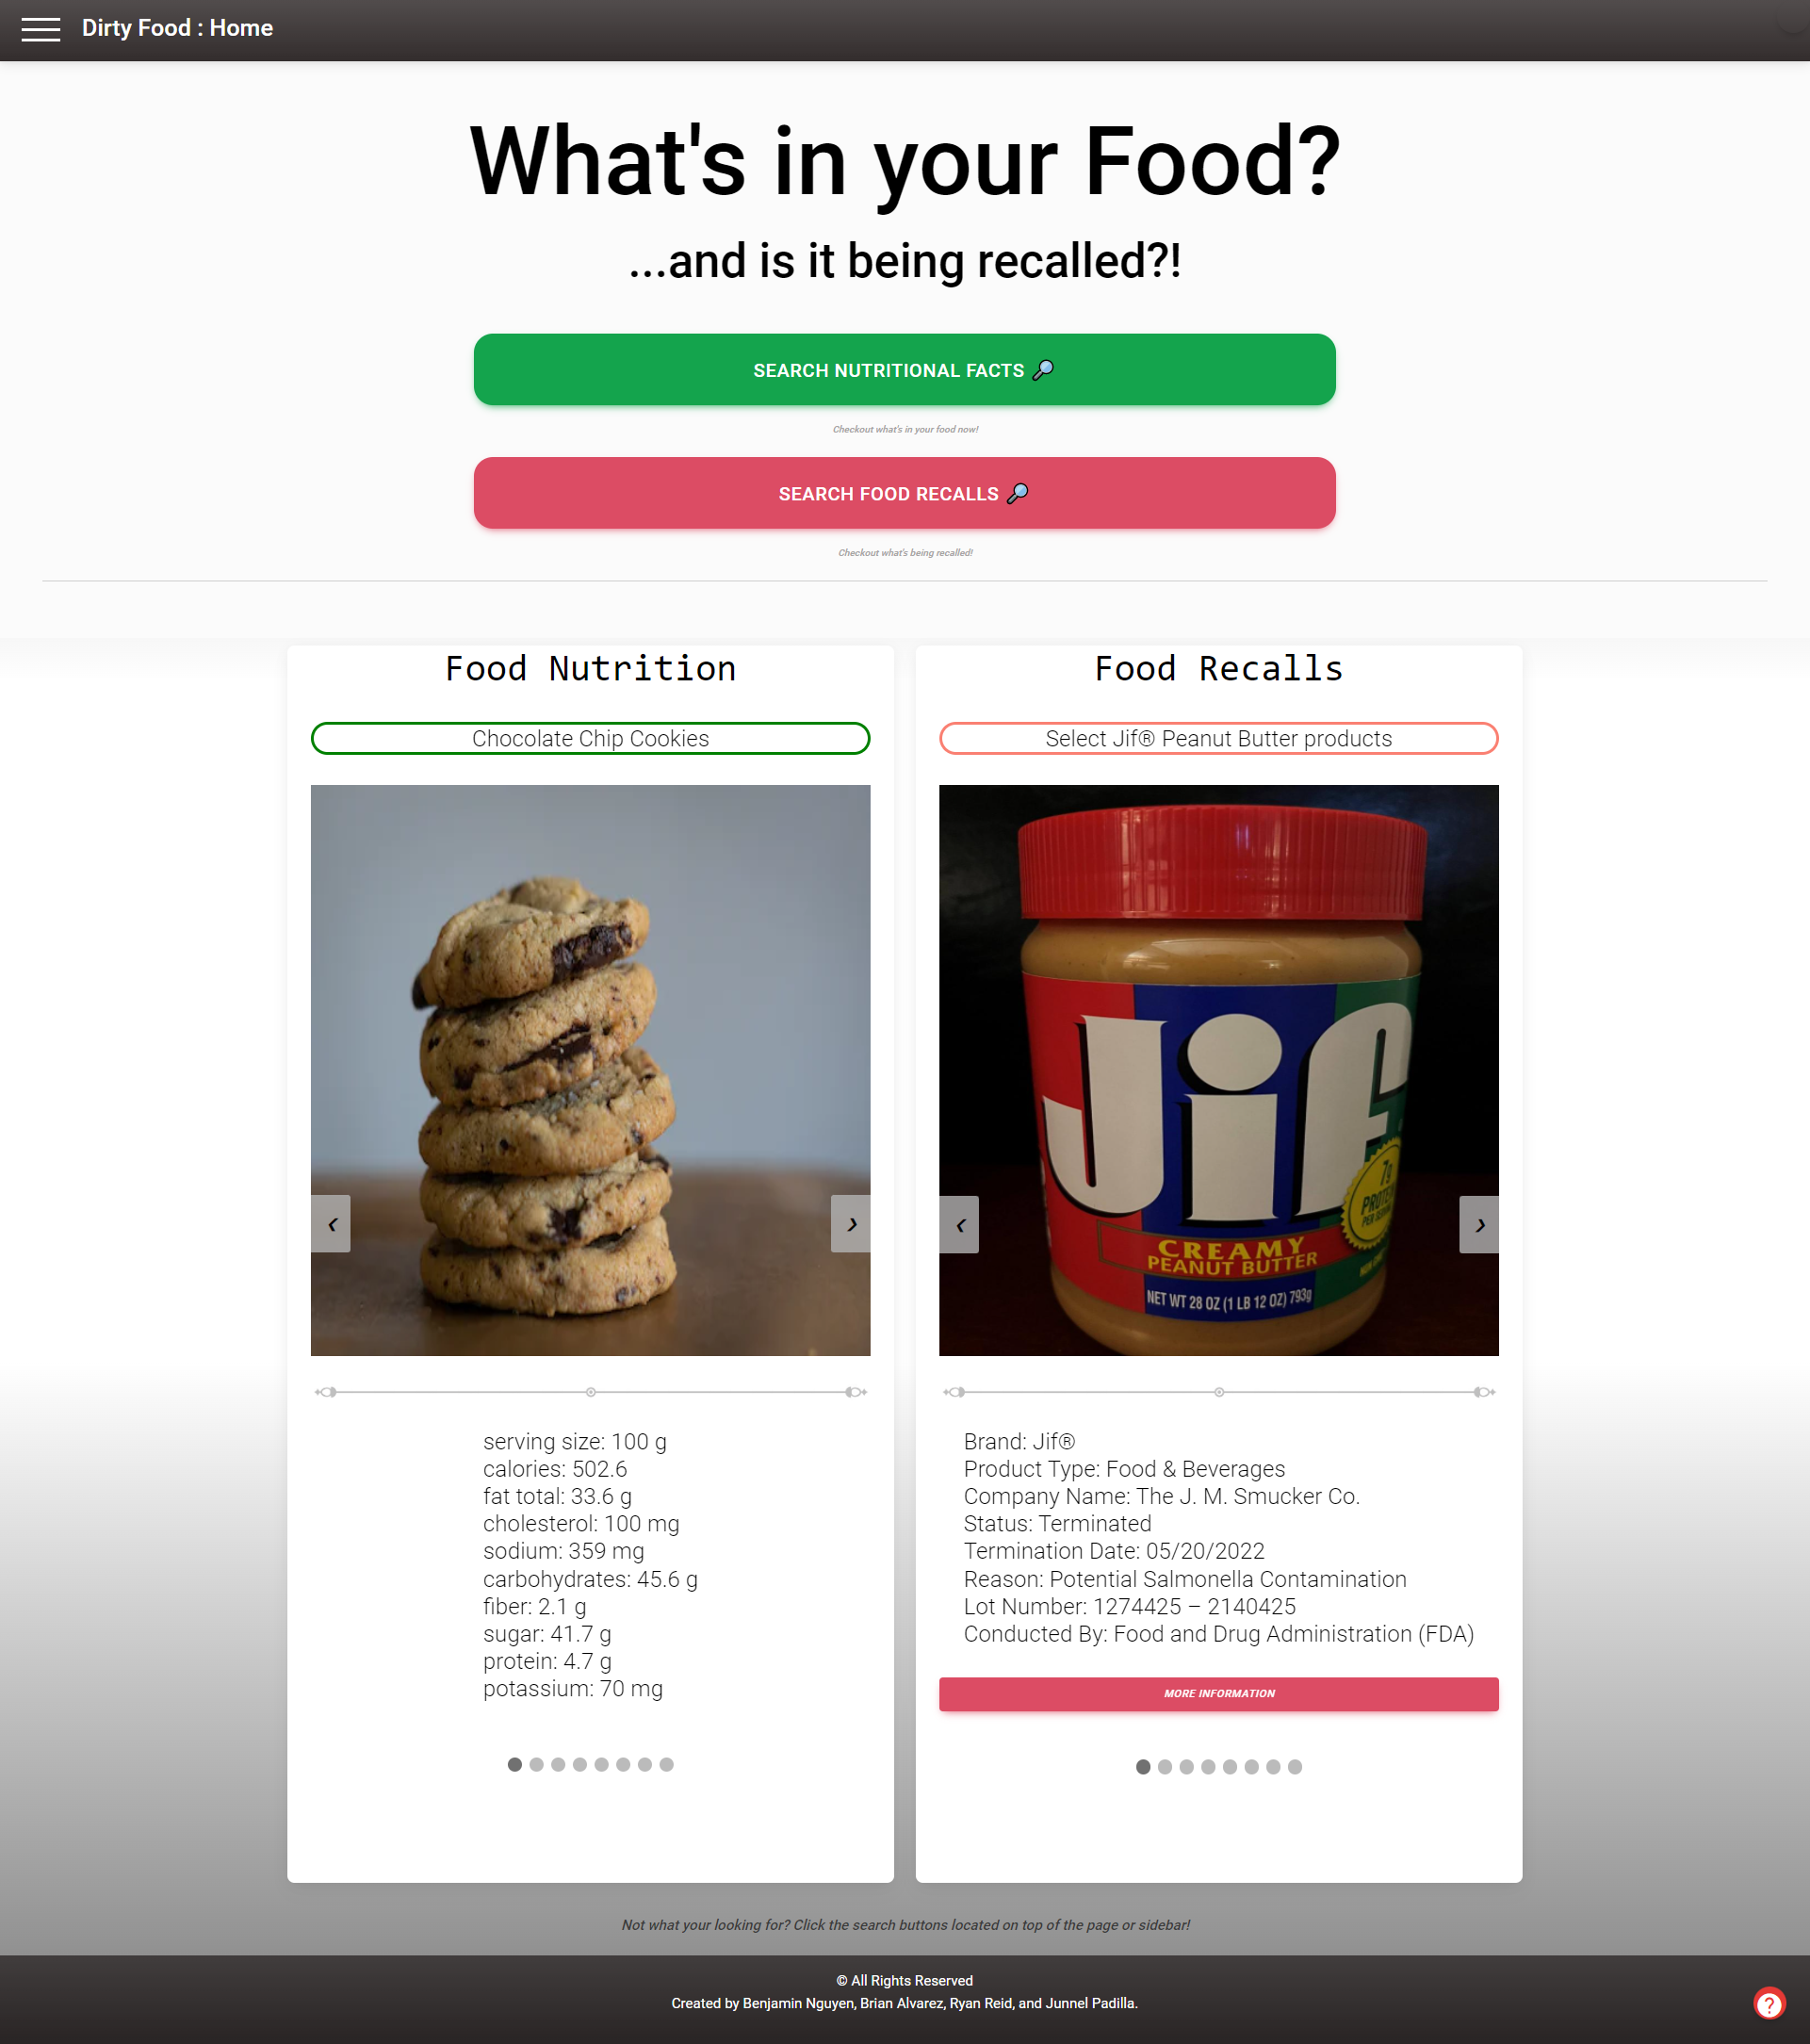 Dirty Food : Home
What's in your Food?
...and is it being recalled?!
SEARCH NUTRITIONAL FACTS 🔎
Checkout what's in your food now!
SEARCH FOOD RECALLS 🔎
Checkout what's being recalled!
Food Nutrition
Chocolate Chip Cookies
❮
❯
serving size: 100 g
calories: 502.6
fat total: 33.6 g
cholesterol: 100 mg
sodium: 359 mg
carbohydrates: 45.6 g
fiber: 2.1 g
sugar: 41.7 g
protein: 4.7 g
potassium: 70 mg
Food Recalls
Select Jif® Peanut Butter products
Jif
7g
PROTEIN
PER SERVING
CREAMY
PEANUT BUTTER
NET WT 28 OZ (1 LB 12 OZ) 793g
❮
❯
Brand: Jif®
Product Type: Food & Beverages
Company Name: The J. M. Smucker Co.
Status: Terminated
Termination Date: 05/20/2022
Reason: Potential Salmonella Contamination
Lot Number: 1274425 – 2140425
Conducted By: Food and Drug Administration (FDA)
MORE INFORMATION
Not what your looking for? Click the search buttons located on top of the page or sidebar!
© All Rights Reserved
Created by Benjamin Nguyen, Brian Alvarez, Ryan Reid, and Junnel Padilla.
?